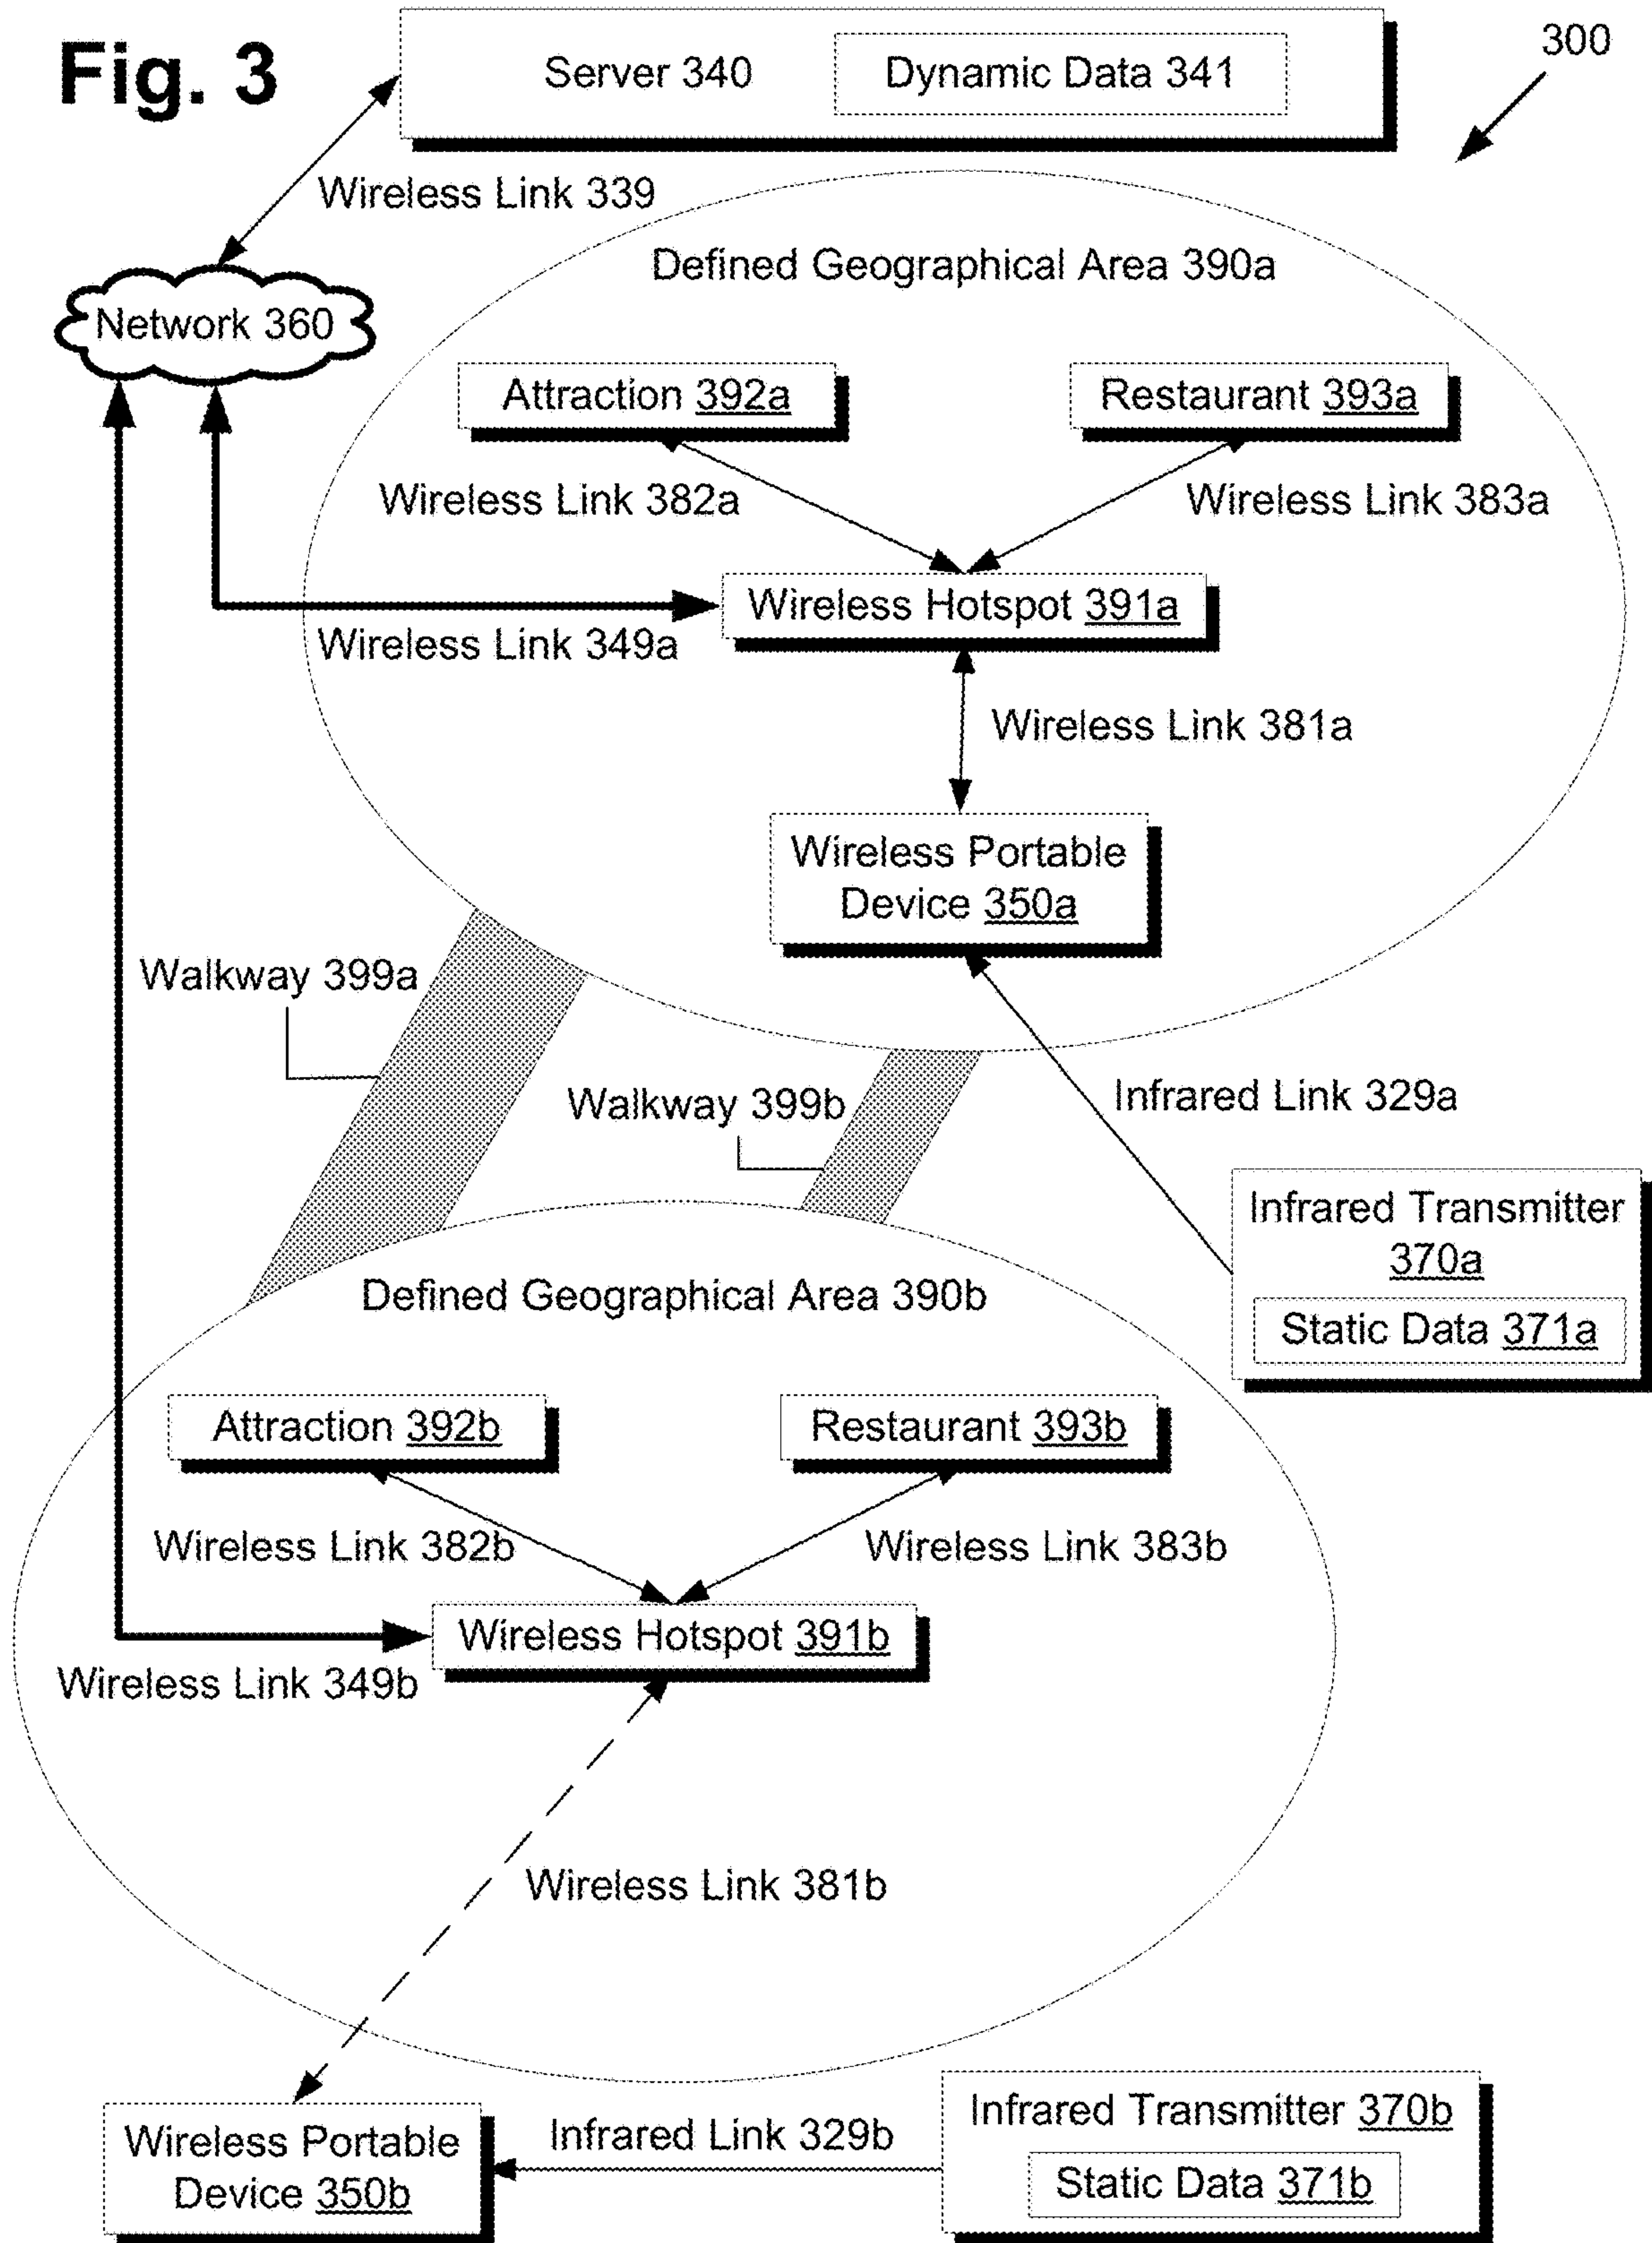 Fig. 3
Server 340
Dynamic Data 341
300
Wireless Link 339
Defined Geographical Area 390a
Network 360
Attraction 392a
Restaurant 393a
Wireless Link 382a
Wireless Link 383a
Wireless Hotspot 391a
Wireless Link 349a
Wireless Link 381a
Wireless Portable
Device 350a
Walkway 399a
Walkway 399b
Infrared Link 329a
Infrared Transmitter
370a
Static Data 371a
Defined Geographical Area 390b
Attraction 392b
Restaurant 393b
Wireless Link 382b
Wireless Link 383b
Wireless Hotspot 391b
Wireless Link 349b
Wireless Link 381b
Wireless Portable
Device 350b
Infrared Link 329b
Infrared Transmitter 370b
Static Data 371b